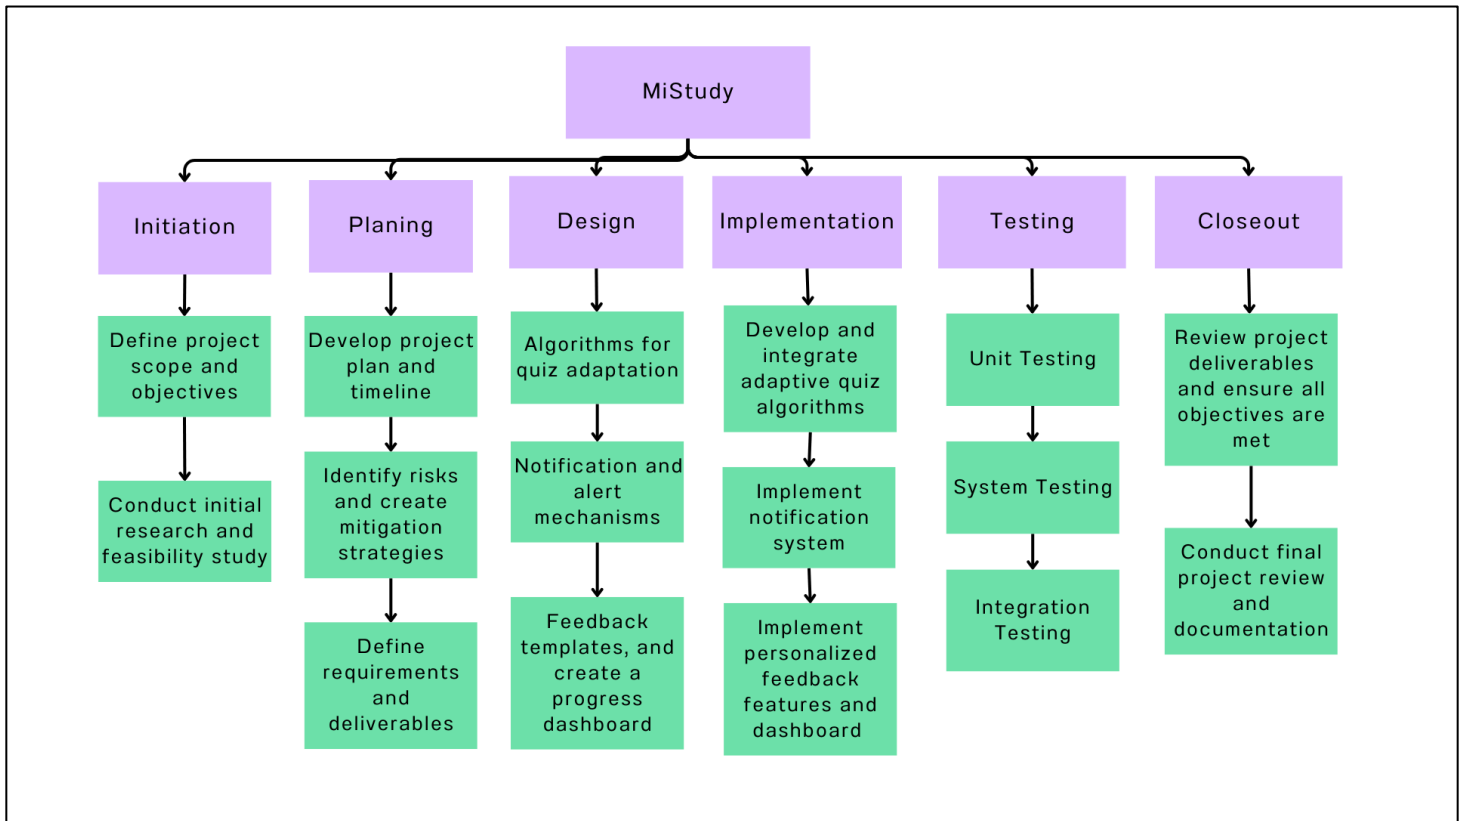 MiStudy
Initiation
Planing
Design
Implementation
Testing
Closeout
Define project
scope and
objectives
Conduct initial
research and
feasibility study
Develop project
plan and
timeline
Identify risks
and create
mitigation
strategies
Define
requirements
and
deliverables
Algorithms for
quiz adaptation
Notification and
alert
mechanisms
Feedback
templates, and
create a
progress
dashboard
Develop and
integrate
adaptive quiz
algorithms
Implement
notification
system
Implement
personalized
feedback
features and
dashboard
Unit Testing
System Testing
Integration
Testing
Review project
deliverables
and ensure all
objectives are
met
Conduct final
project review
and
documentation